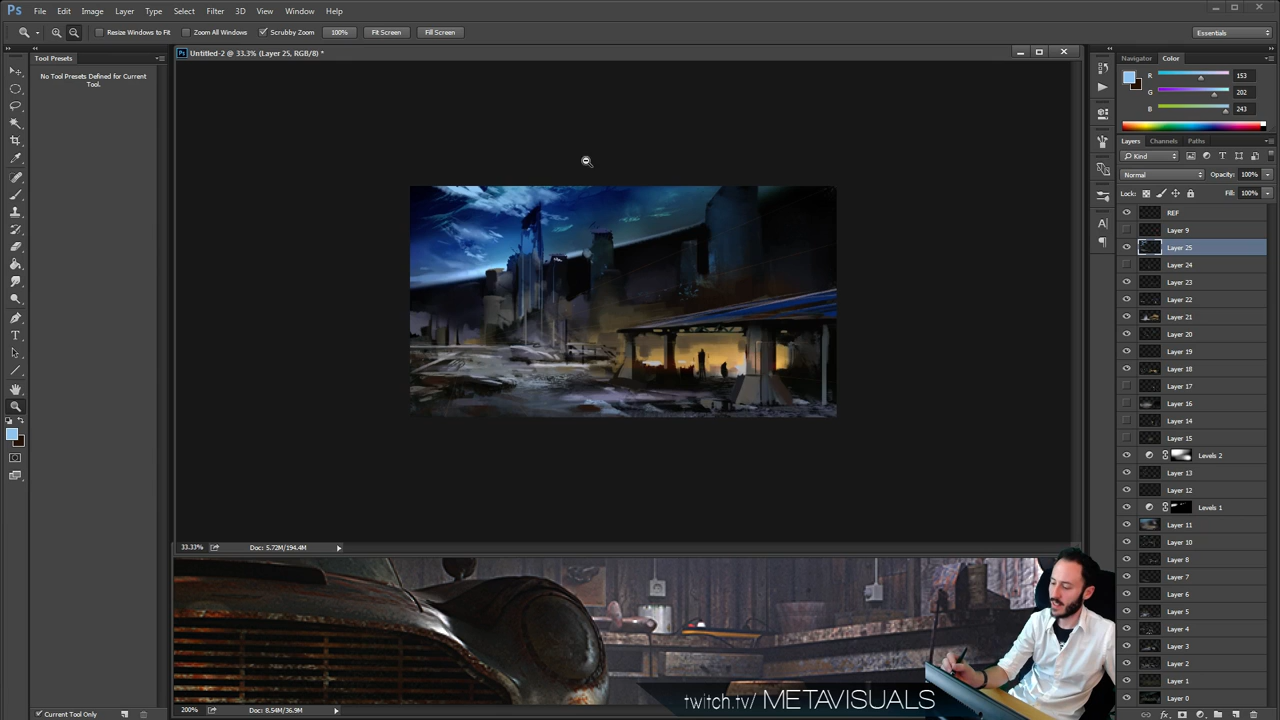 Ps File Edit Image Layer Type Select Filter 3D View Window Help
Resize Windows to Fit Zoom All Windows Scrubby Zoom 100% Fit Screen Fill Screen Essentials
Untitled-2 @ 33.3% (Layer 25, RGB/8) *
Tool Presets
No Tool Presets Defined for Current
Tool.
Navigator Color
R 153
G 202
B 243
Layers Channels Paths
Kind
Normal Opacity: 100%
Lock: Fill: 100%
REF
Layer 9
Layer 25
Layer 24
Layer 23
Layer 22
Layer 21
Layer 20
Layer 19
Layer 18
Layer 17
Layer 16
Layer 14
Layer 15
Levels 2
Layer 13
Layer 12
Levels 1
Layer 11
Layer 10
Layer 8
Layer 7
Layer 6
Layer 5
Layer 4
Layer 3
Layer 2
Layer 1
Layer 0
33.33% Doc: 5.72M/194.4M
twitch.tv/ METAVISUALS
200% Doc: 8.54M/36.9M
Current Tool Only